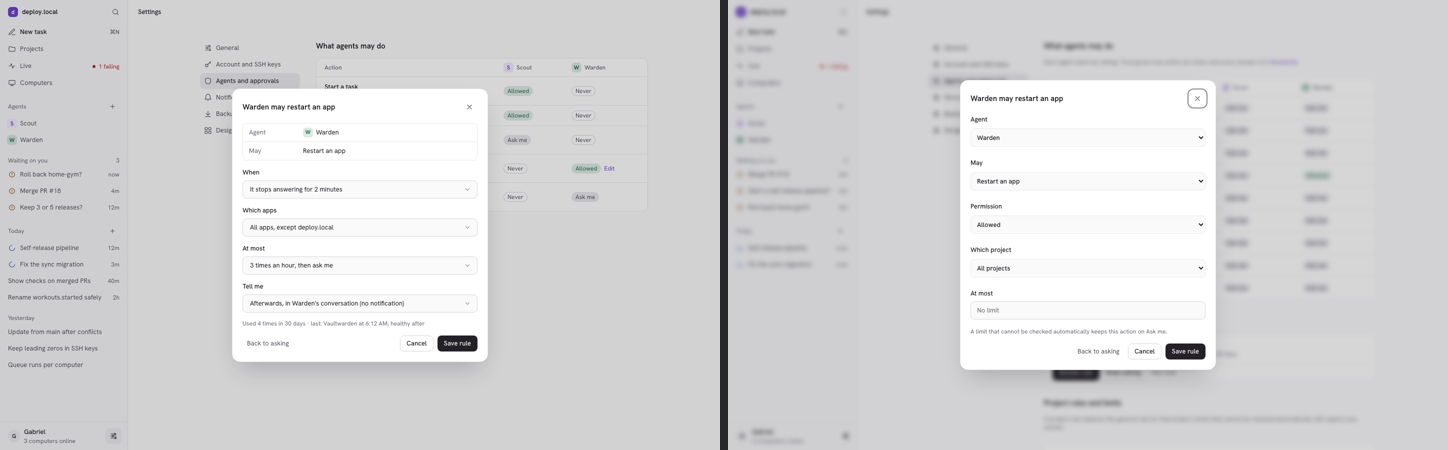 deploy.local
New task ⌘N
Projects
Live 1 failing
Computers
Agents
Scout
Warden
Waiting on you 3
Roll back home-gym? now
Merge PR #18 4m
Keep 3 or 5 releases? 12m
Today
Self-release pipeline 12m
Fix the sync migration 3m
Show checks on merged PRs 40m
Rename workouts.started safely 2h
Yesterday
Update from main after conflicts
Keep leading zeros in SSH keys
Queue runs per computer
G Gabriel
3 computers online
Settings
General
Account and SSH keys
Agents and approvals
What agents may do
Action S Scout W Warden
Start a task Allowed Never
Allowed Never
Ask me Never
Never Allowed Edit
Never Ask me
Warden may restart an app
Agent W Warden
May Restart an app
When
It stops answering for 2 minutes
Which apps
All apps, except deploy.local
At most
3 times an hour, then ask me
Tell me
Afterwards, in Warden's conversation (no notification)
Used 4 times in 30 days · last: Vaultwarden at 6:12 AM, healthy after
Back to asking Cancel Save rule
Warden may restart an app
Agent
Warden
May
Restart an app
Permission
Allowed
Which project
All projects
At most
No limit
A limit that cannot be checked automatically keeps this action on Ask me.
Back to asking Cancel Save rule